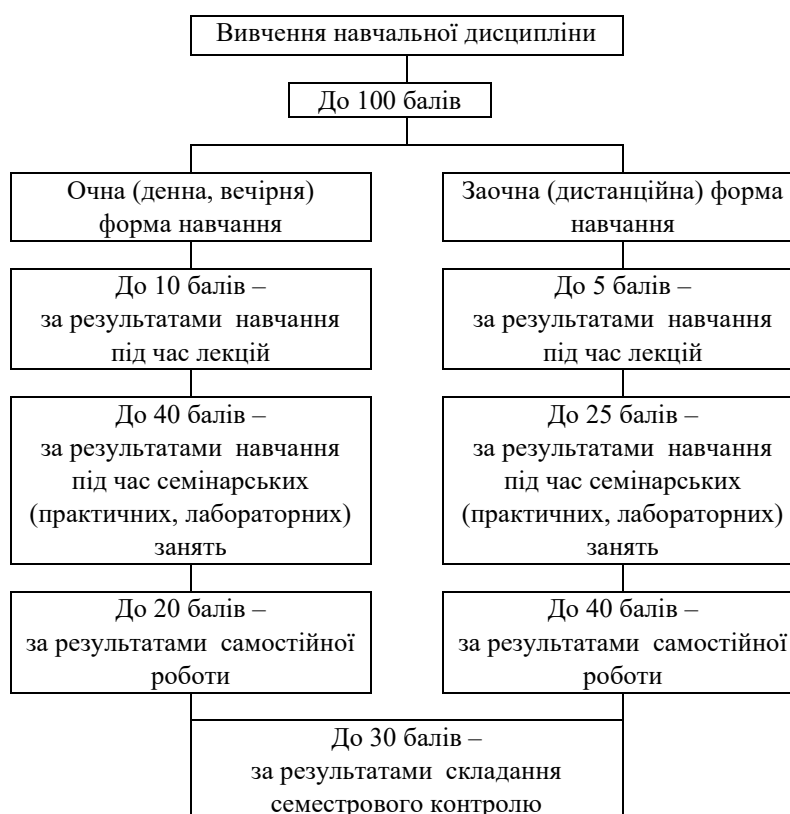 Вивчення навчальної дисципліни
До 100 балів
Очна (денна, вечірня)
форма навчання
До 10 балів –
за результатами навчання
під час лекцій
До 40 балів –
за результатами навчання
під час семінарських
(практичних, лабораторних)
занять
До 20 балів –
за результатами самостійної
роботи
Заочна (дистанційна) форма
навчання
До 5 балів –
за результатами навчання
під час лекцій
До 25 балів –
за результатами навчання
під час семінарських
(практичних, лабораторних)
занять
До 40 балів –
за результатами самостійної
роботи
До 30 балів –
за результатами складання
семестрового контролю